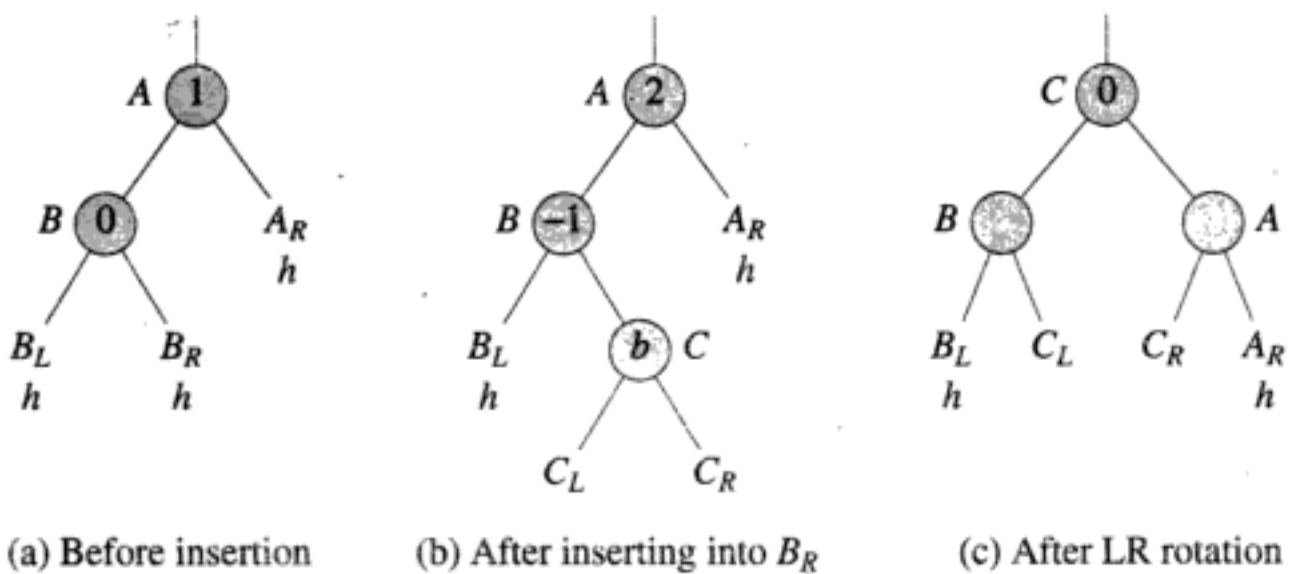 A 1 A 2 C 0
B 0 A_R B −1 A_R B A
h h
B_L B_R B_L b C B_L C_L C_R A_R
h h h h h
C_L C_R
(a) Before insertion (b) After inserting into B_R (c) After LR rotation